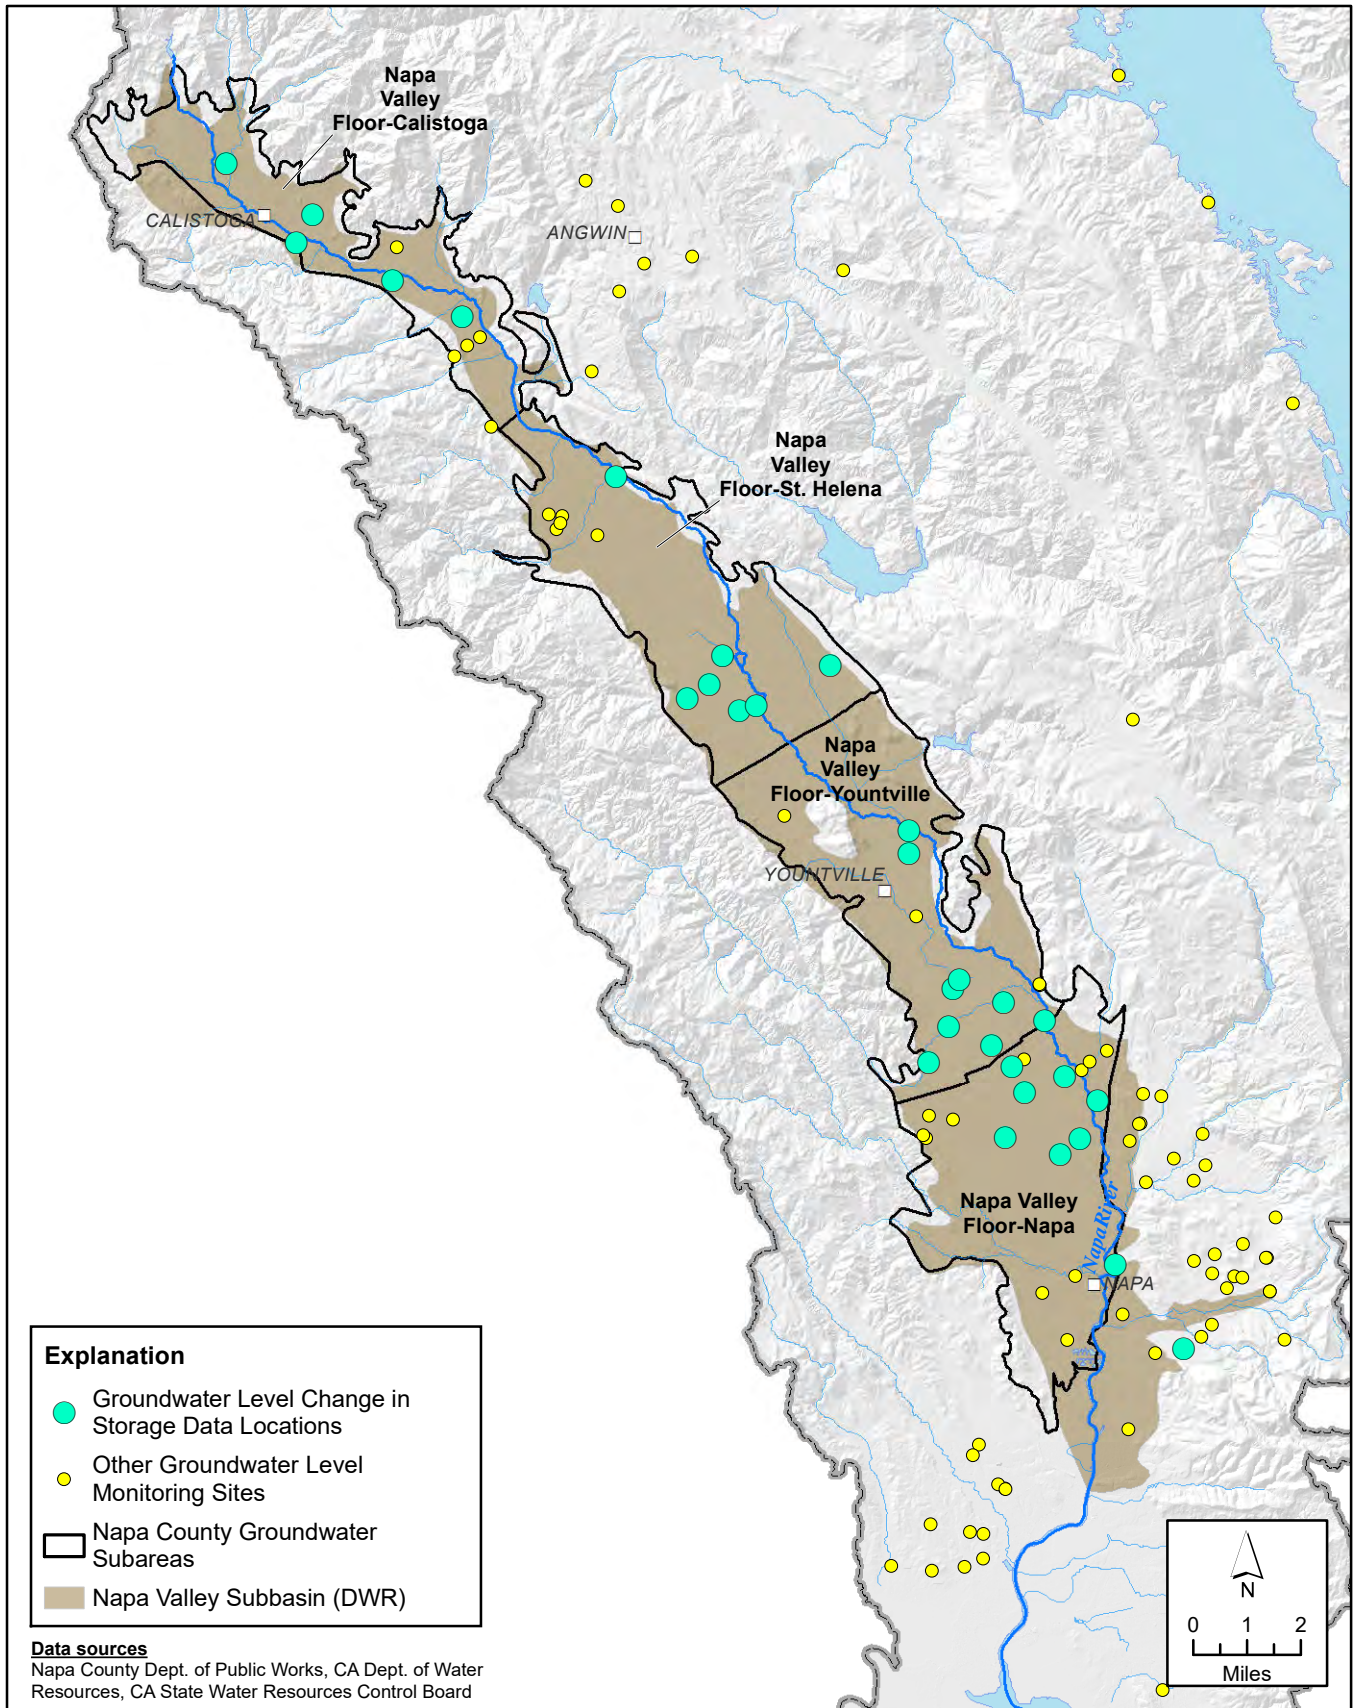 Napa
Valley
Floor-Calistoga
CALISTOGA
ANGWIN
Napa
Valley
Floor-St. Helena
Napa
Valley
Floor-Yountville
YOUNTVILLE
Napa Valley
Floor-Napa
Napa River
NAPA
Explanation
Groundwater Level Change in
Storage Data Locations
Other Groundwater Level
Monitoring Sites
Napa County Groundwater
Subareas
Napa Valley Subbasin (DWR)
Data sources
Napa County Dept. of Public Works, CA Dept. of Water
Resources, CA State Water Resources Control Board
N
0 1 2
Miles